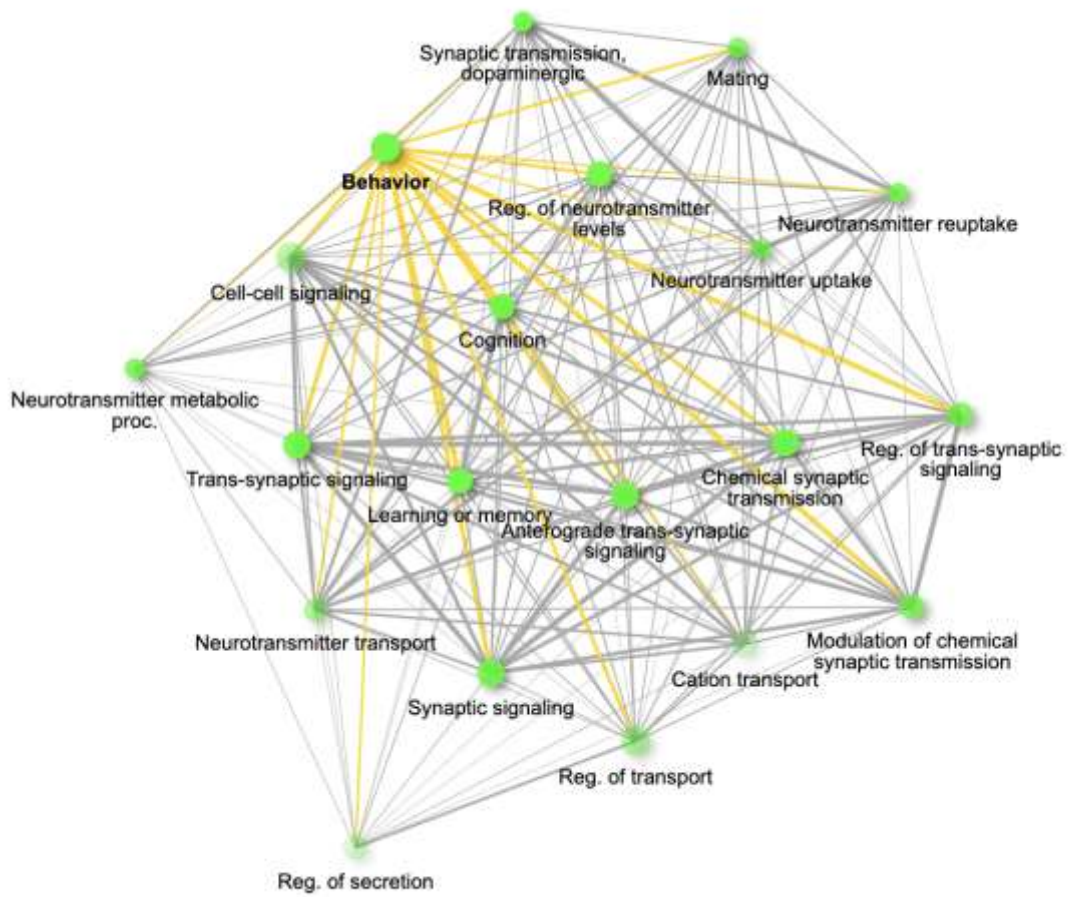 Synaptic transmission,
dopaminergic
Mating
Behavior
Reg. of neurotransmitter
levels
Neurotransmitter reuptake
Neurotransmitter uptake
Cell-cell signaling
Cognition
Neurotransmitter metabolic
proc.
Reg. of trans-synaptic
signaling
Trans-synaptic signaling
Chemical synaptic
transmission
Learning or memory
Anterograde trans-synaptic
signaling
Neurotransmitter transport
Modulation of chemical
synaptic transmission
Cation transport
Synaptic signaling
Reg. of transport
Reg. of secretion